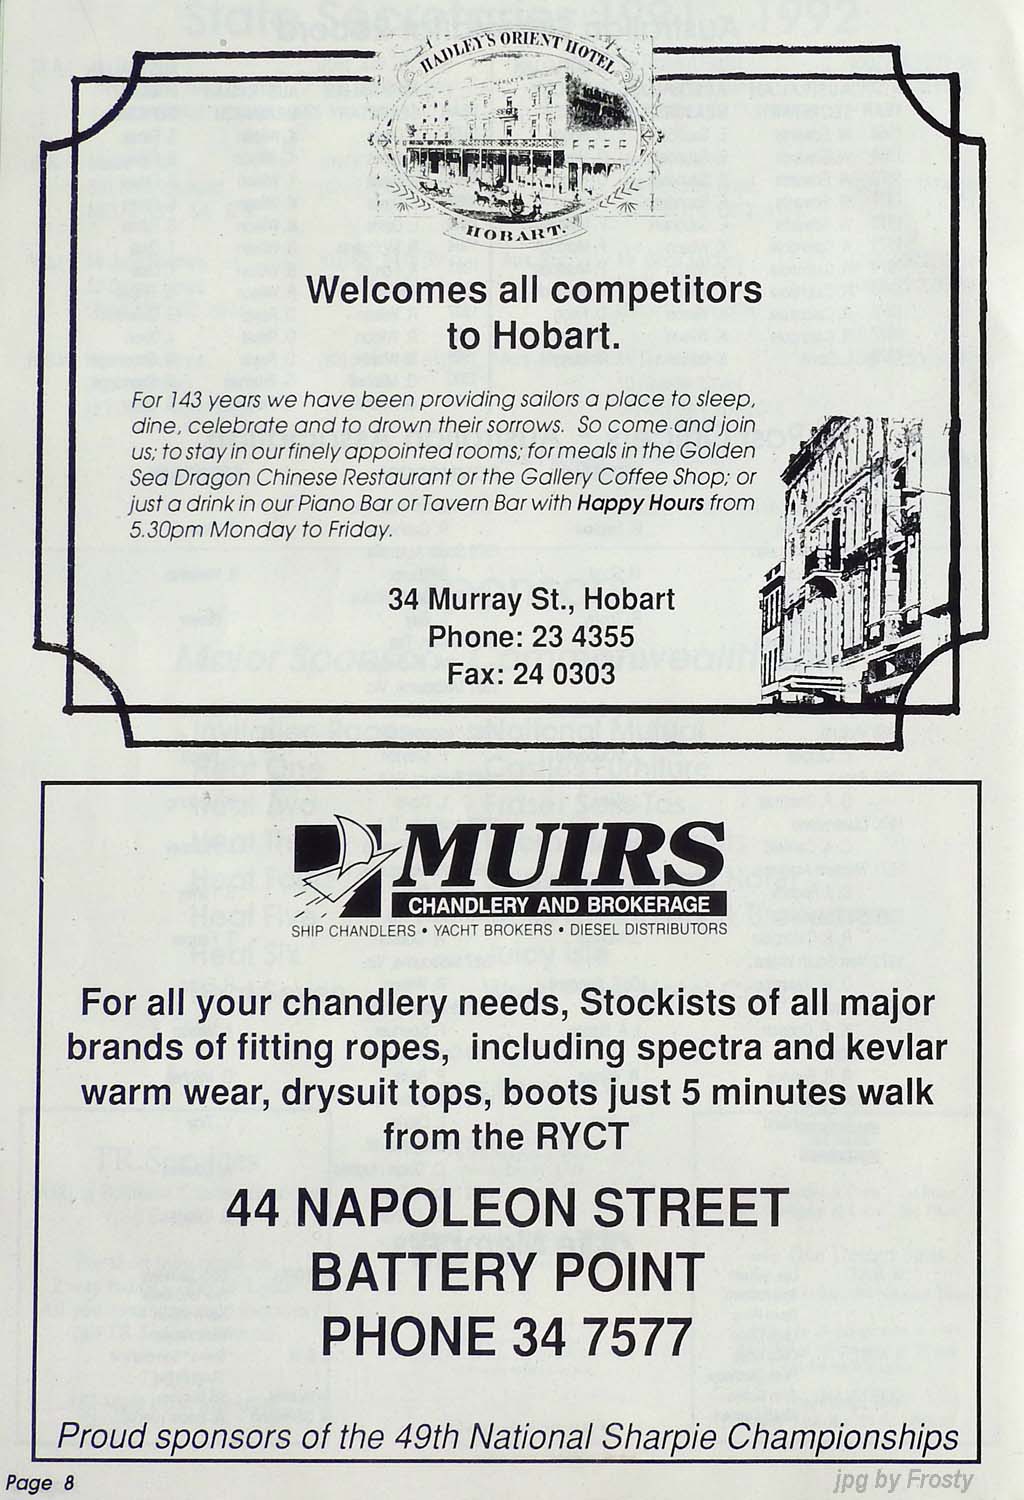 HADLEY'S ORIENT HOTEL
HOBART.
Welcomes all competitors
to Hobart.
For 143 years we have been providing sailors a place to sleep,
dine, celebrate and to drown their sorrows. So come and join
us; to stay in our finely appointed rooms; for meals in the Golden
Sea Dragon Chinese Restaurant or the Gallery Coffee Shop; or
just a drink in our Piano Bar or Tavern Bar with Happy Hours from
5.30pm Monday to Friday.
34 Murray St., Hobart
Phone: 23 4355
Fax: 24 0303
MUIRS
CHANDLERY AND BROKERAGE
SHIP CHANDLERS • YACHT BROKERS • DIESEL DISTRIBUTORS
For all your chandlery needs, Stockists of all major
brands of fitting ropes, including spectra and kevlar
warm wear, drysuit tops, boots just 5 minutes walk
from the RYCT
44 NAPOLEON STREET
BATTERY POINT
PHONE 34 7577
Proud sponsors of the 49th National Sharpie Championships
Page 8
jpg by Frosty